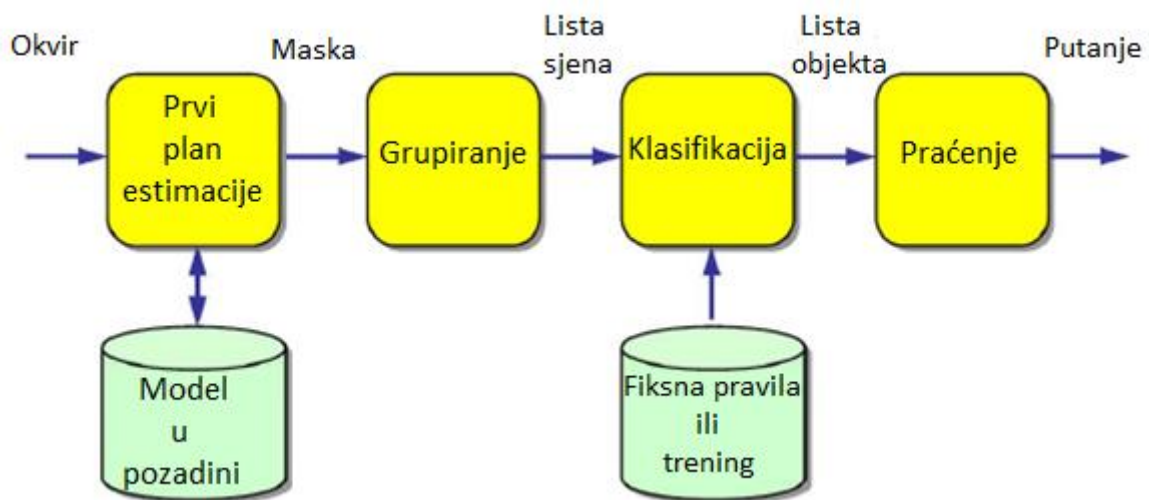 Okvir
Maska
Lista
sjena
Lista
objekta
Putanje
Prvi
plan
estimacije
Grupiranje
Klasifikacija
Praćenje
Model
u
pozadini
Fiksna pravila
ili
trening